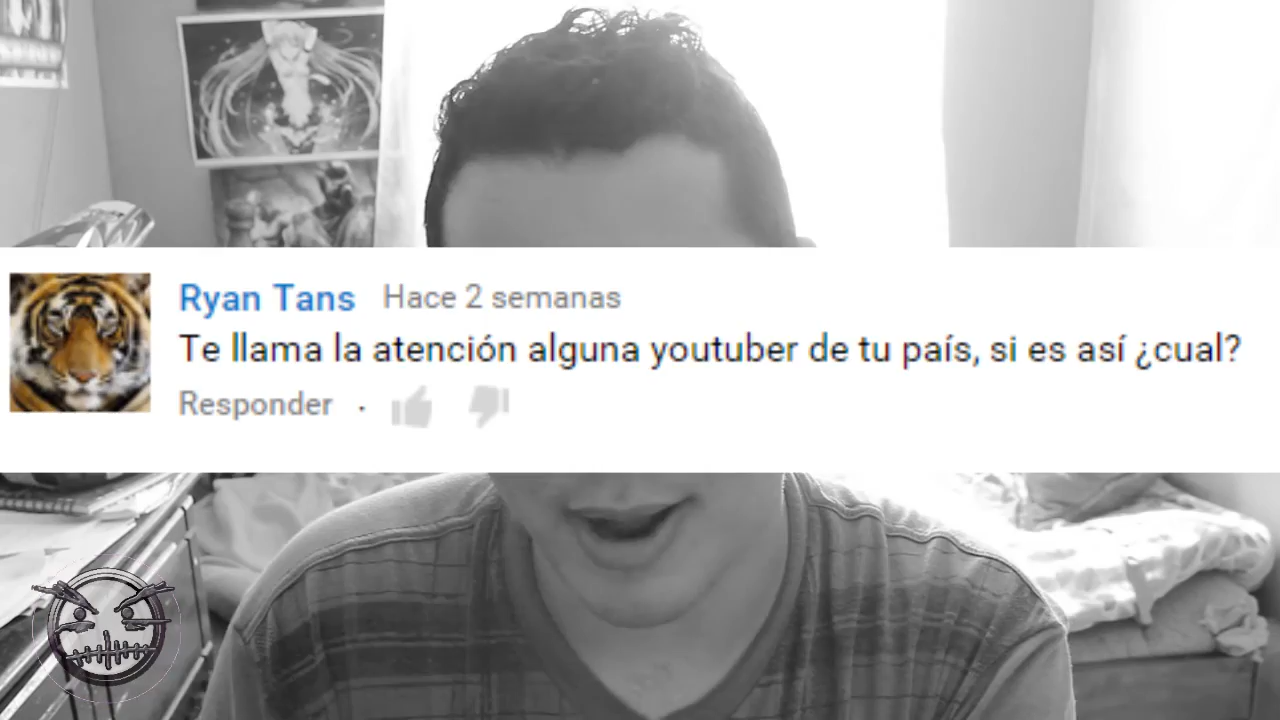 Ryan Tans Hace 2 semanas
Te llama la atención alguna youtuber de tu país, si es así ¿cual?
Responder ·